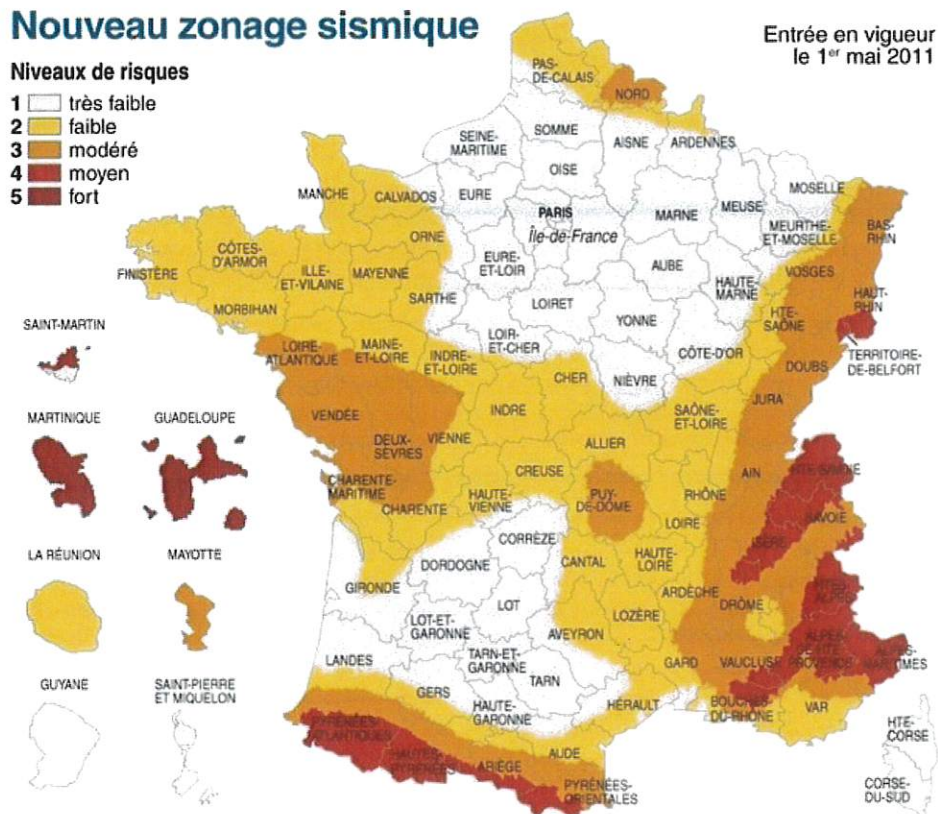 Nouveau zonage sismique
Entrée en vigueur
le 1er mai 2011
Niveaux de risques
1 très faible
2 faible
3 modéré
4 moyen
5 fort
PAS-
DE-CALAIS
NORD
SOMME
SEINE-
MARITIME
AISNE
ARDENNES
OISE
MANCHE
CALVADOS
EURE
PARIS
Île-de-France
MARNE
MEUSE
MOSELLE
MEURTHE-
ET-MOSELLE
BAS-
RHIN
ORNE
FINISTÈRE
CÔTES-
D'ARMOR
ILLE-
ET-VILAINE
MAYENNE
EURE-
ET-LOIR
AUBE
HAUTE-
MARNE
VOSGES
HAUT-
RHIN
MORBIHAN
SARTHE
LOIRET
YONNE
HTE-
SAÔNE
SAINT-MARTIN
LOIRE-
ATLANTIQUE
MAINE-
ET-LOIRE
INDRE-
ET-LOIRE
LOIR-
ET-CHER
CHER
NIÈVRE
CÔTE-D'OR
DOUBS
TERRITOIRE-
DE-BELFORT
MARTINIQUE
GUADELOUPE
VENDÉE
DEUX-
SÈVRES
VIENNE
INDRE
ALLIER
SAÔNE-
ET-LOIRE
JURA
CHARENTE-
MARITIME
CHARENTE
HAUTE-
VIENNE
CREUSE
PUY-
DE-DÔME
LOIRE
RHÔNE
AIN
HTE-SAVOIE
SAVOIE
ISÈRE
LA RÉUNION
MAYOTTE
GIRONDE
DORDOGNE
CORRÈZE
CANTAL
HAUTE-
LOIRE
ARDÈCHE
DRÔME
HTES-
ALPES
LOT-ET-
GARONNE
LOT
AVEYRON
LOZÈRE
GUYANE
SAINT-PIERRE
ET MIQUELON
LANDES
TARN-ET-
GARONNE
TARN
GARD
VAUCLUSE
ALPES-
DE-HTE-
PROVENCE
ALPES-
MARITIMES
GERS
HAUTE-
GARONNE
HÉRAULT
BOUCHES-
DU-RHÔNE
VAR
PYRÉNÉES-
ATLANTIQUES
HAUTES-
PYRÉNÉES
ARIÈGE
AUDE
PYRÉNÉES-
ORIENTALES
HTE-
CORSE
CORSE-
DU-SUD